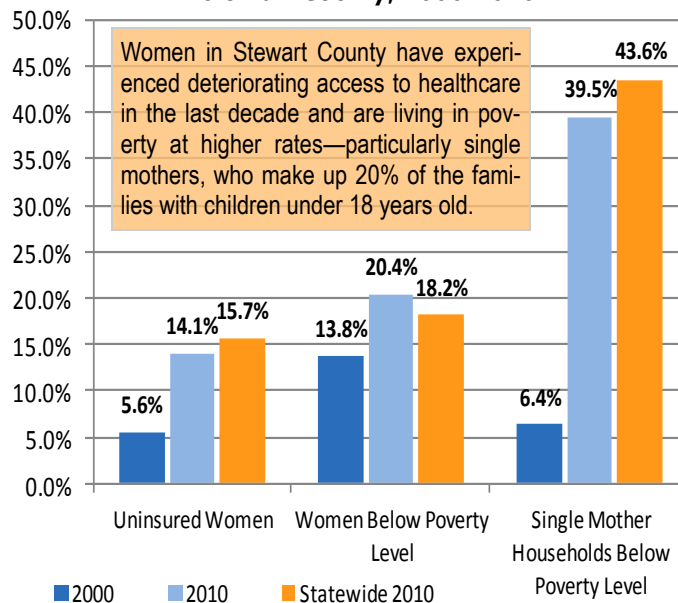 50.0%
45.0%
40.0%
35.0%
30.0%
25.0%
20.0%
15.0%
10.0%
5.0%
0.0%
Women in Stewart County have experi-
enced deteriorating access to healthcare
in the last decade and are living in pov-
erty at higher rates—particularly single
mothers, who make up 20% of the fami-
lies with children under 18 years old.
5.6%
14.1%
15.7%
13.8%
20.4%
18.2%
6.4%
39.5%
43.6%
Uninsured Women
Women Below Poverty
Level
Single Mother
Households Below
Poverty Level
2000
2010
Statewide 2010